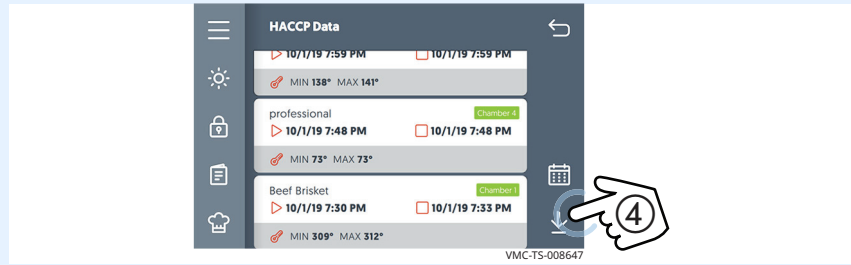 HACCP Data
10/1/19 7:59 PM 10/1/19 7:59 PM
MIN 138° MAX 141°
professional Chamber 4
10/1/19 7:48 PM 10/1/19 7:48 PM
MIN 73° MAX 73°
Beef Brisket Chamber 1
10/1/19 7:30 PM 10/1/19 7:33 PM
MIN 309° MAX 312°
4
VMC-TS-008647